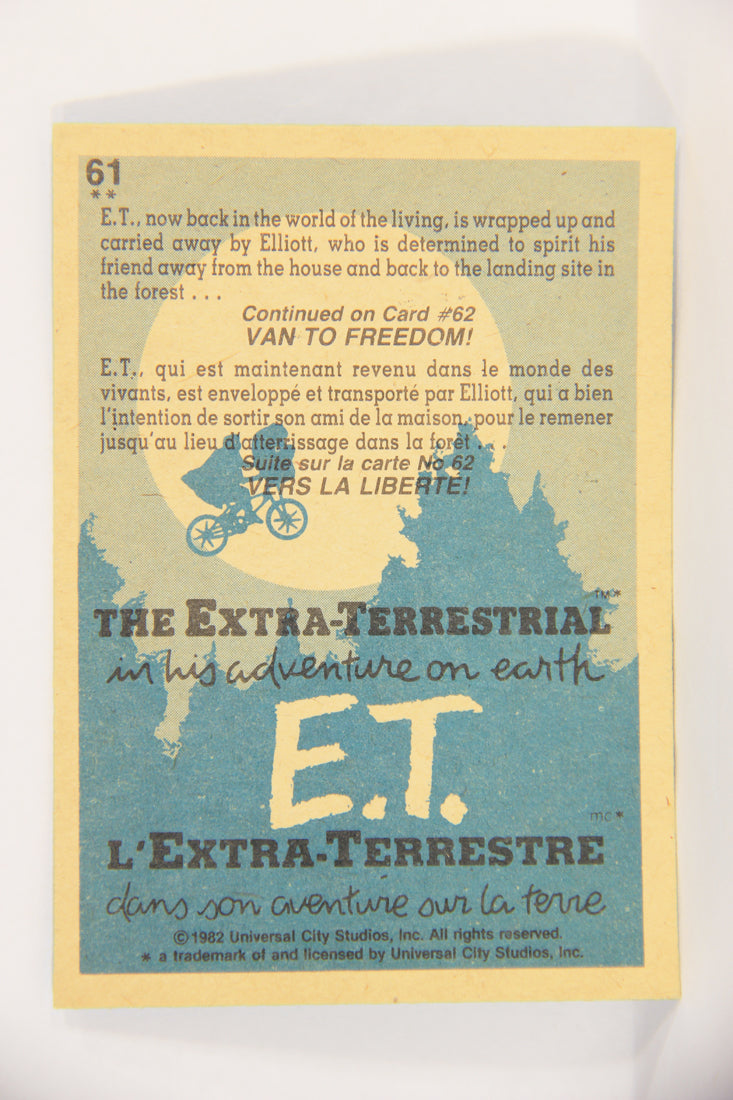 61
**
E.T., now back in the world of the living, is wrapped up and
carried away by Elliott, who is determined to spirit his
friend away from the house and back to the landing site in
the forest . . .
Continued on Card #62
VAN TO FREEDOM!
E.T., qui est maintenant revenu dans le monde des
vivants, est enveloppé et transporté par Elliott, qui a bien
l'intention de sortir son ami de la maison, pour le remener
jusqu'au lieu d'atterrissage dans la forêt . . .
Suite sur la carte No 62
VERS LA LIBERTÉ!
THE EXTRA-TERRESTRIAL TM*
in his adventure on earth
E.T.
mc*
L'EXTRA-TERRESTRE
dans son aventure sur la terre
©1982 Universal City Studios, Inc. All rights reserved.
* a trademark of and licensed by Universal City Studios, Inc.